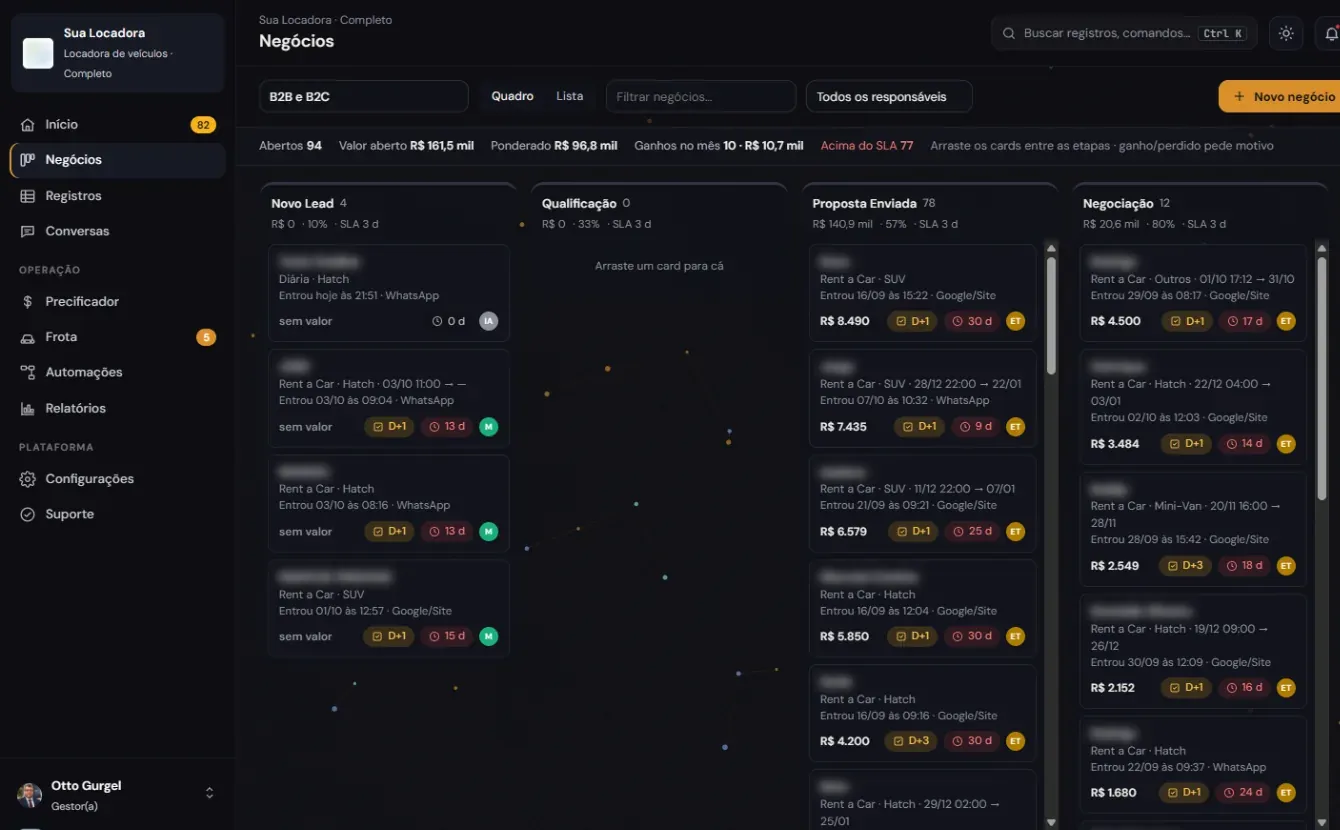 Sua Locadora
Locadora de veículos ·
Completo
Início 82
Negócios
Registros
Conversas
OPERAÇÃO
Precificador
Frota 5
Automações
Relatórios
PLATAFORMA
Configurações
Suporte
Otto Gurgel
Gestor(a)
Sua Locadora · Completo
Negócios
Buscar registros, comandos... Ctrl K
B2B e B2C
Quadro Lista
Filtrar negócios...
Todos os responsáveis
+ Novo negócio
Abertos 94 Valor aberto R$ 161,5 mil Ponderado R$ 96,8 mil Ganhos no mês 10 · R$ 10,7 mil Acima do SLA 77 Arraste os cards entre as etapas · ganho/perdido pede motivo
Novo Lead 4
R$ 0 · 10% · SLA 3 d
Diária · Hatch
Entrou hoje às 21:51 · WhatsApp
sem valor 0 d IA
Rent a Car · Hatch · 03/10 11:00 → —
Entrou 03/10 às 09:04 · WhatsApp
sem valor D+1 13 d M
Rent a Car · Hatch
Entrou 03/10 às 08:16 · WhatsApp
sem valor D+1 13 d M
Rent a Car · SUV
Entrou 01/10 às 12:57 · Google/Site
sem valor D+1 15 d M
Qualificação 0
R$ 0 · 33% · SLA 3 d
Arraste um card para cá
Proposta Enviada 78
R$ 140,9 mil · 57% · SLA 3 d
Rent a Car · SUV
Entrou 16/09 às 15:22 · Google/Site
R$ 8.490 D+1 30 d ET
Rent a Car · SUV · 28/12 22:00 → 22/01
Entrou 07/10 às 10:32 · WhatsApp
R$ 7.435 D+1 9 d ET
Rent a Car · SUV · 11/12 22:00 → 07/01
Entrou 21/09 às 09:21 · Google/Site
R$ 6.579 D+1 25 d ET
Rent a Car · Hatch
Entrou 16/09 às 12:04 · Google/Site
R$ 5.850 D+1 30 d ET
Rent a Car · Hatch
Entrou 16/09 às 09:16 · Google/Site
R$ 4.200 D+3 30 d ET
Rent a Car · Hatch · 29/12 02:00 →
25/01
Negociação 12
R$ 20,6 mil · 80% · SLA 3 d
Rent a Car · Outros · 01/10 17:12 → 31/10
Entrou 29/09 às 08:17 · Google/Site
R$ 4.500 D+1 17 d ET
Rent a Car · Hatch · 22/12 04:00 →
03/01
Entrou 02/10 às 12:03 · Google/Site
R$ 3.484 D+1 14 d ET
Rent a Car · Mini-Van · 20/11 16:00 →
28/11
Entrou 28/09 às 15:42 · Google/Site
R$ 2.549 D+3 18 d ET
Rent a Car · Hatch · 19/12 09:00 →
26/12
Entrou 30/09 às 12:09 · Google/Site
R$ 2.152 D+1 16 d ET
Rent a Car · Hatch
Entrou 22/09 às 09:37 · WhatsApp
R$ 1.680 D+1 24 d ET